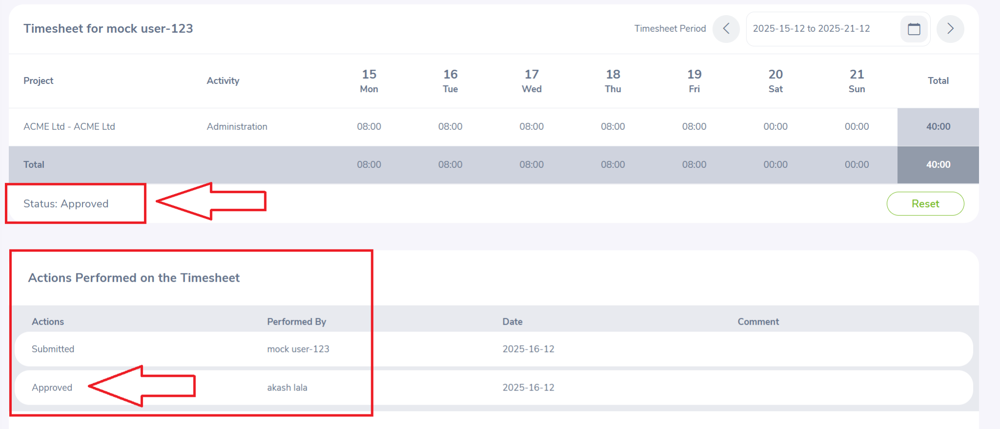 Timesheet for mock user-123
Timesheet Period
2025-15-12 to 2025-21-12
Project Activity 15 Mon 16 Tue 17 Wed 18 Thu 19 Fri 20 Sat 21 Sun Total
ACME Ltd - ACME Ltd Administration 08:00 08:00 08:00 08:00 08:00 00:00 00:00 40:00
Total 08:00 08:00 08:00 08:00 08:00 00:00 00:00 40:00
Status: Approved Reset
Actions Performed on the Timesheet
Actions Performed By Date Comment
Submitted mock user-123 2025-16-12
Approved akash lala 2025-16-12